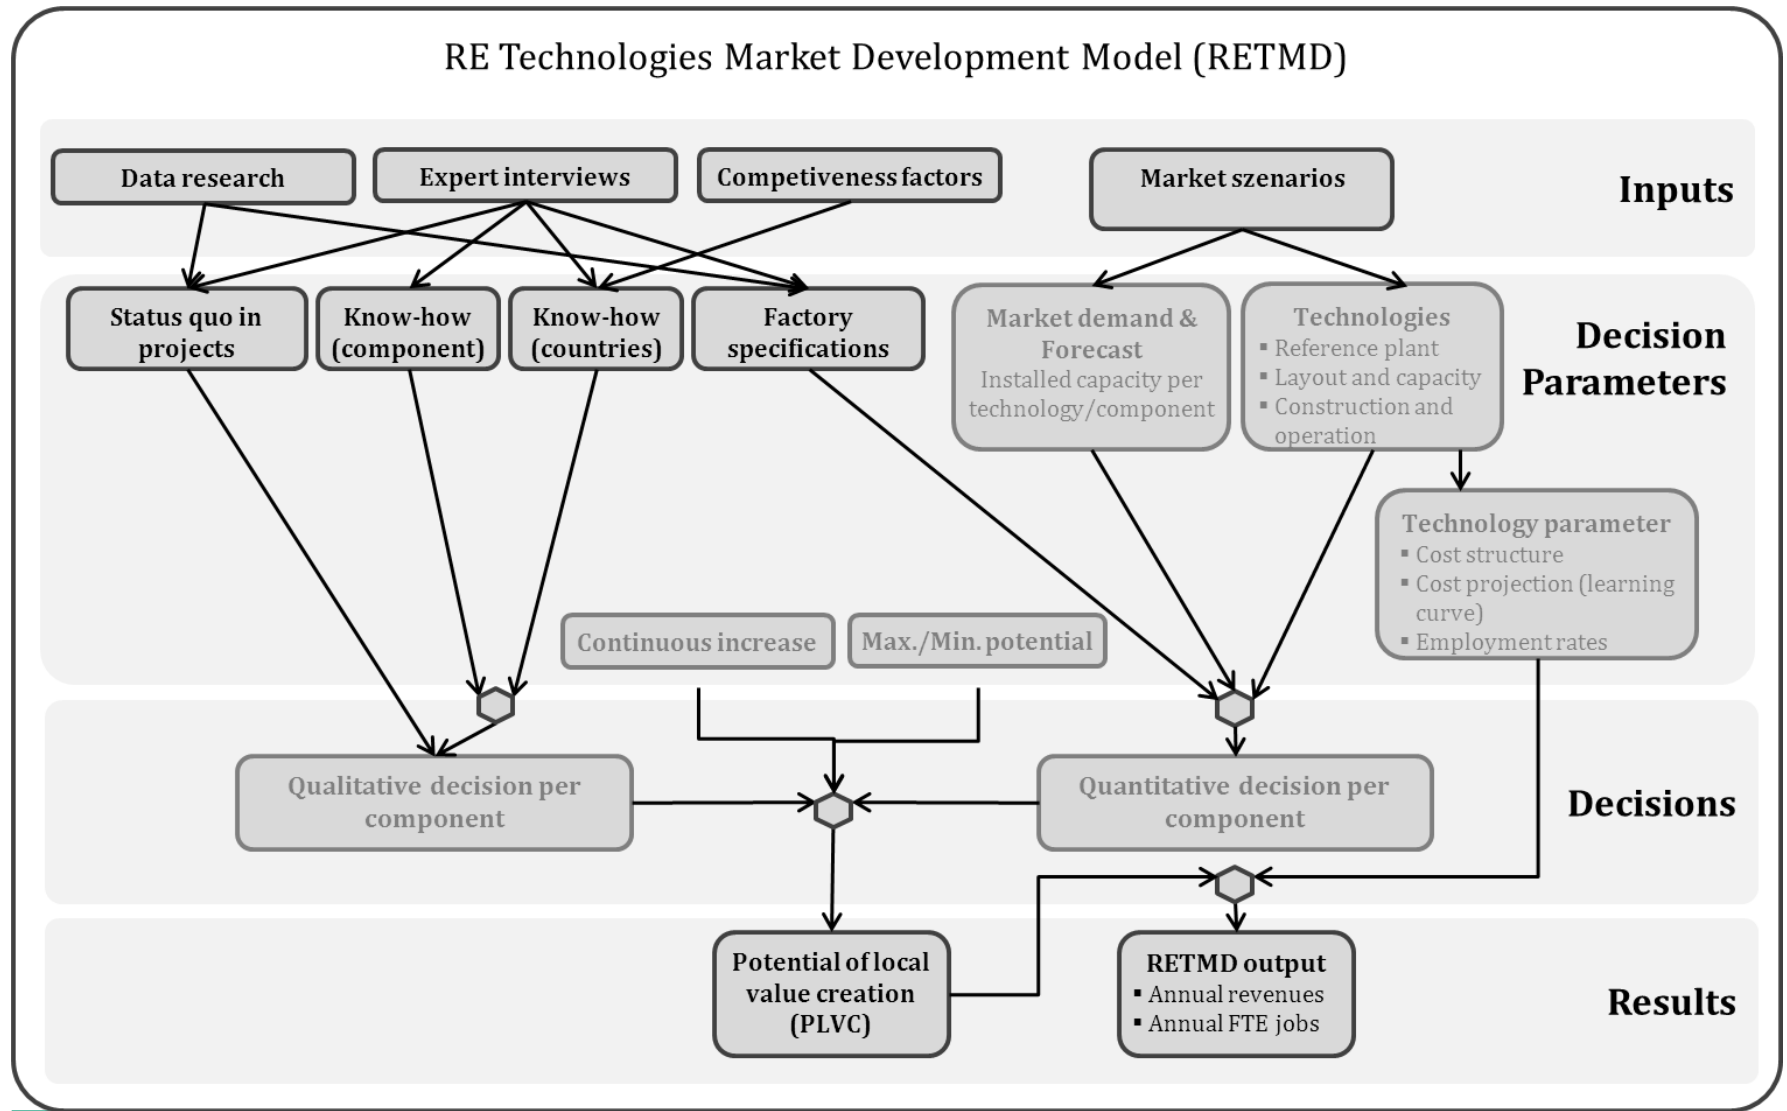 RE Technologies Market Development Model (RETMD)
Data research
Expert interviews
Competiveness factors
Market szenarios
Inputs
Status quo in
projects
Know-how
(component)
Know-how
(countries)
Factory
specifications
Market demand &
Forecast
Installed capacity per
technology/component
Technologies
▪ Reference plant
▪ Layout and capacity
▪ Construction and
operation
Decision
Parameters
Technology parameter
▪ Cost structure
▪ Cost projection (learning
curve)
▪ Employment rates
Continuous increase
Max./Min. potential
Qualitative decision per
component
Quantitative decision per
component
Decisions
Potential of local
value creation
(PLVC)
RETMD output
▪ Annual revenues
▪ Annual FTE jobs
Results